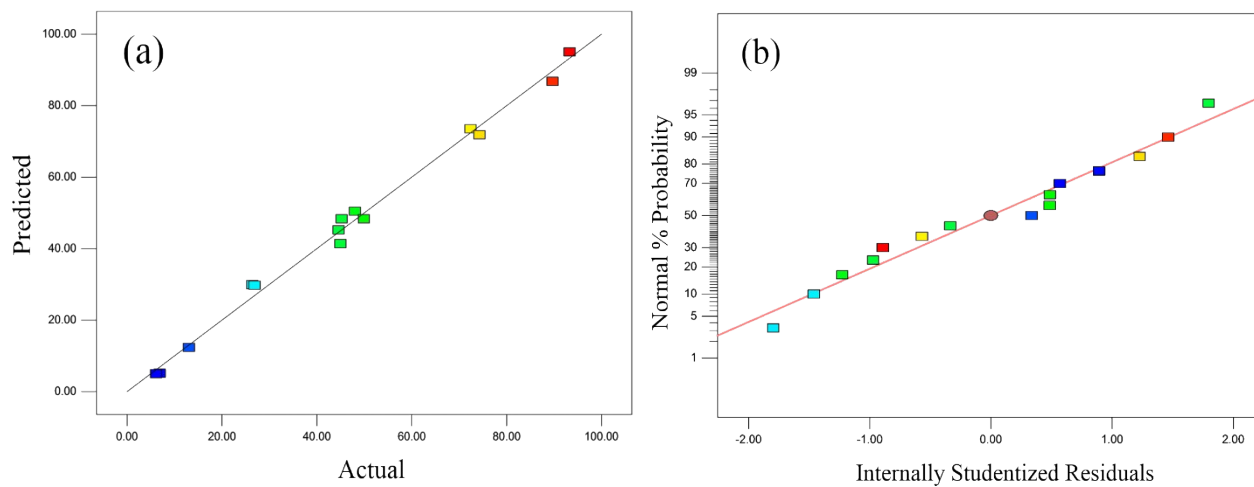 (a)
Predicted
100.00
80.00
60.00
40.00
20.00
0.00
0.00 20.00 40.00 60.00 80.00 100.00
Actual
(b)
Normal % Probability
99
95
90
80
70
50
30
20
10
5
1
-2.00 -1.00 0.00 1.00 2.00
Internally Studentized Residuals